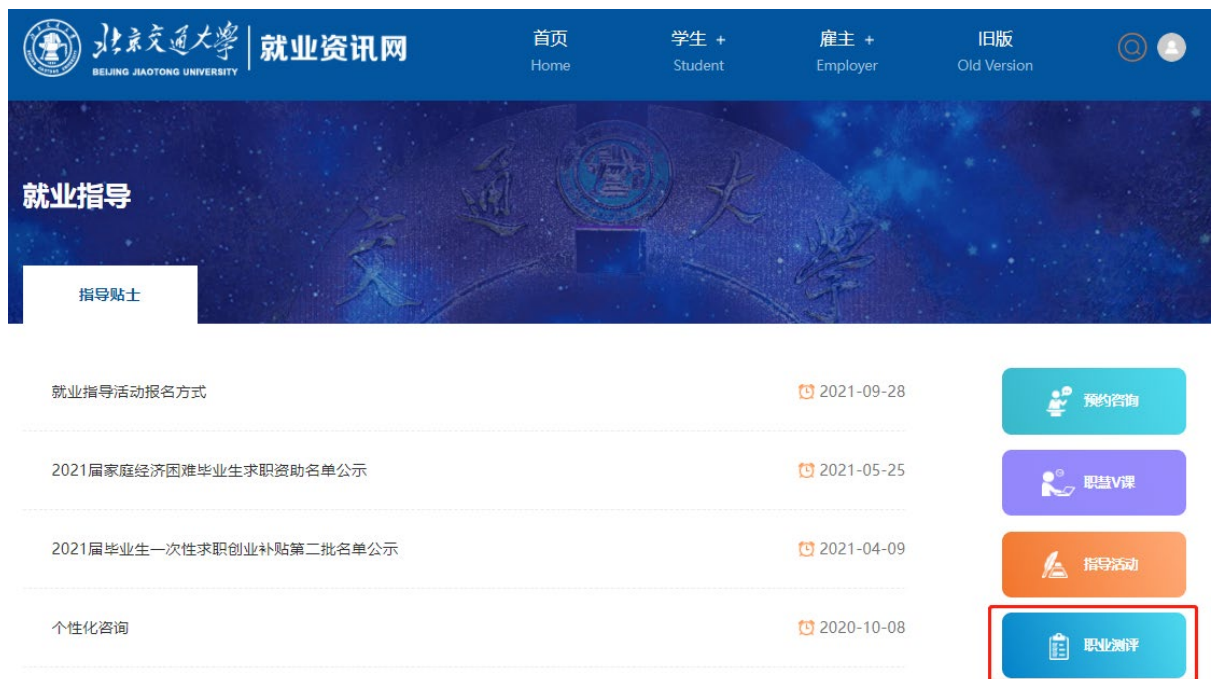 北京交通大学 就业资讯网
BEIJING JIAOTONG UNIVERSITY
首页 学生 + 雇主 + 旧版
Home Student Employer Old Version
交通大学
就业指导
指导贴士
就业指导活动报名方式 2021-09-28
预约咨询
2021届家庭经济困难毕业生求职资助名单公示 2021-05-25
职慧V课
2021届毕业生一次性求职创业补贴第二批名单公示 2021-04-09
指导活动
个性化咨询 2020-10-08
职业测评